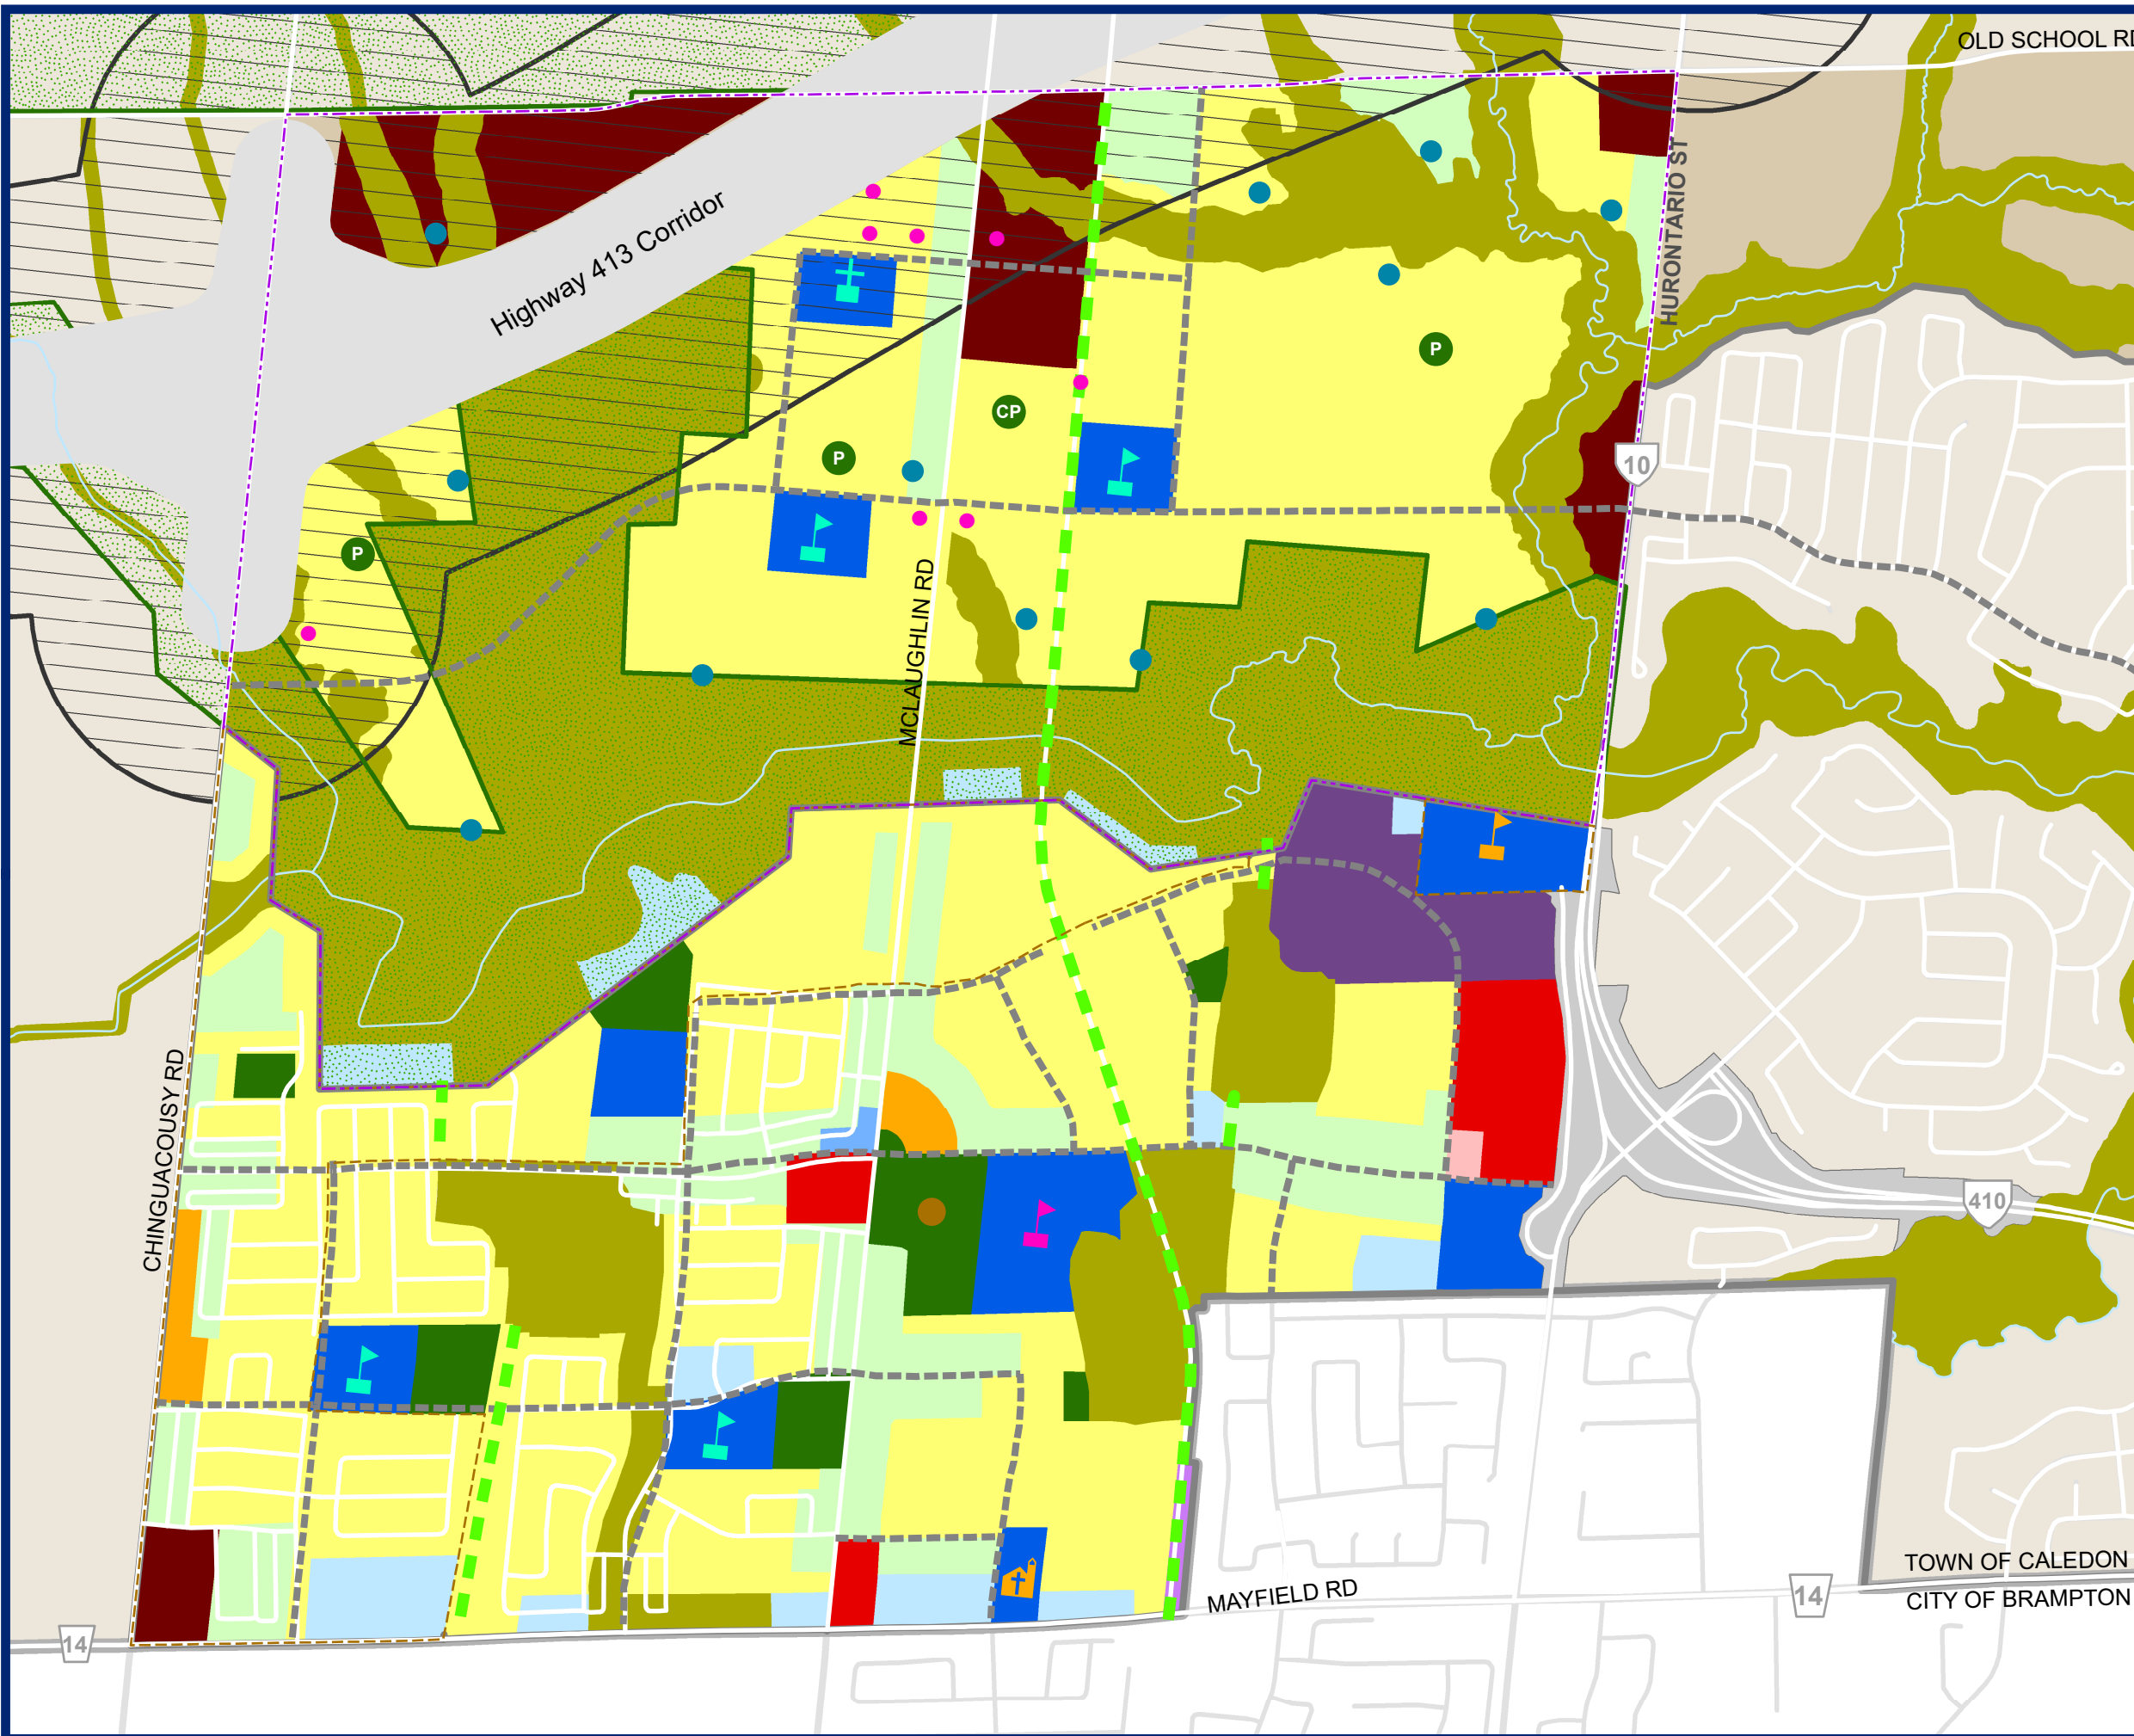 OLD SCHOOL RD
HURONTARIO ST
Highway 413 Corridor
P
CP
P
10
P
MCLAUGHLIN RD
CHINGUACOUSY RD
410
TOWN OF CALEDON
MAYFIELD RD
14
CITY OF BRAMPTON
14